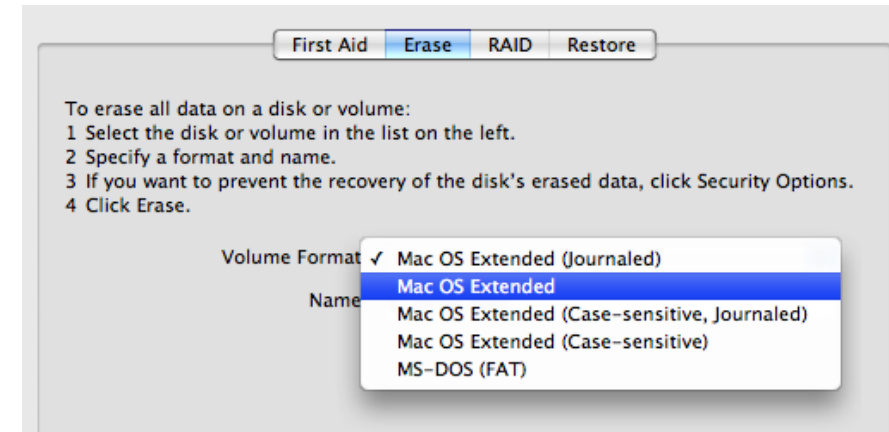 First Aid Erase RAID Restore
To erase all data on a disk or volume:
1 Select the disk or volume in the list on the left.
2 Specify a format and name.
3 If you want to prevent the recovery of the disk's erased data, click Security Options.
4 Click Erase.
Volume Format ✓ Mac OS Extended (Journaled)
Name Mac OS Extended
Mac OS Extended (Case-sensitive, Journaled)
Mac OS Extended (Case-sensitive)
MS-DOS (FAT)